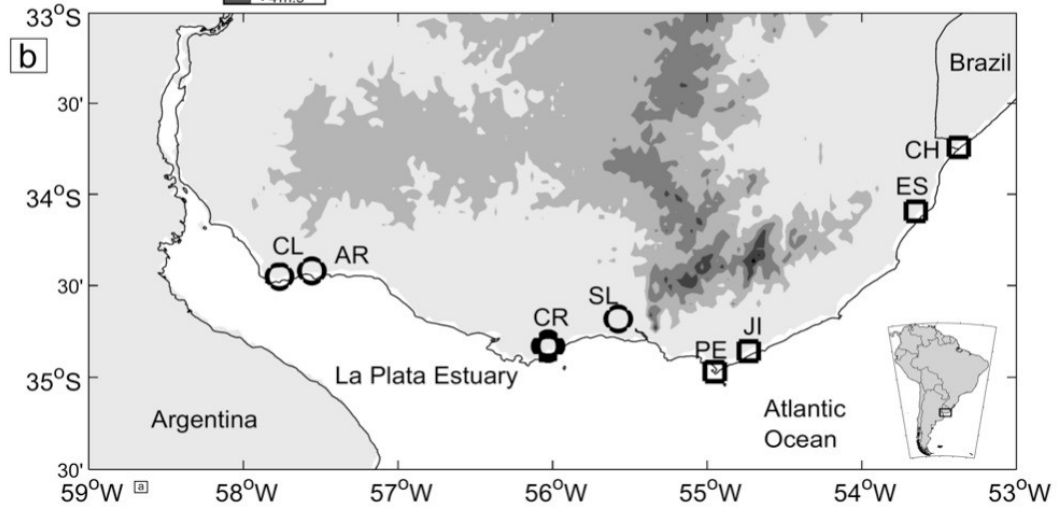 33°S
b
Brazil
30'
CH
ES
34°S
CL
AR
30'
SL
CR
JI
PE
35°S
La Plata Estuary
Argentina
Atlantic
Ocean
30'
59°W
a
58°W
57°W
56°W
55°W
54°W
53°W